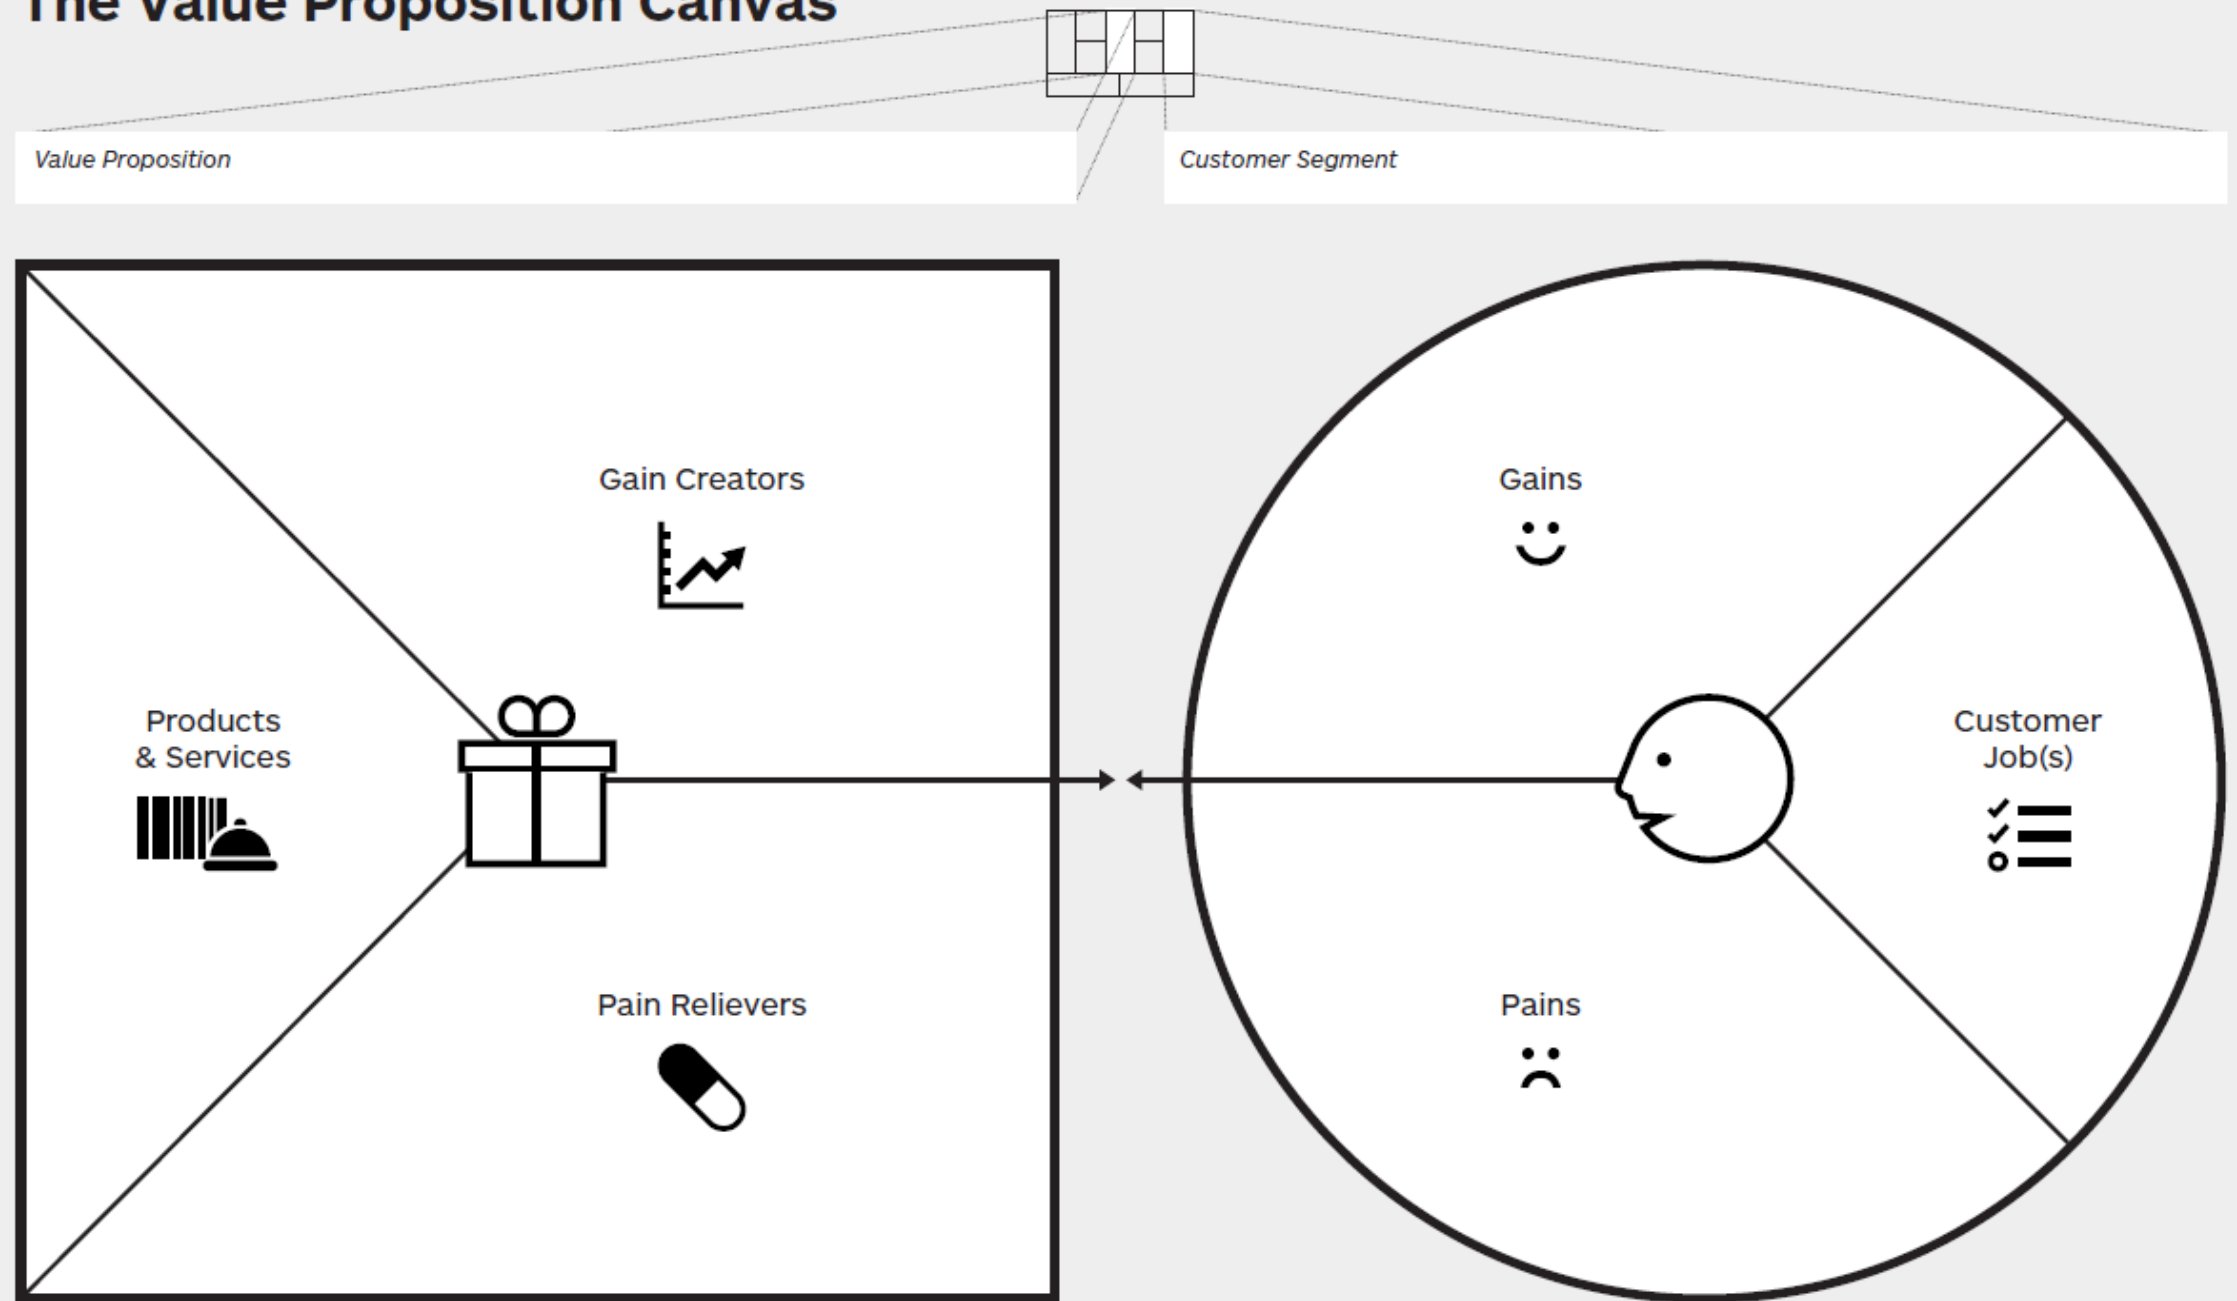 The Value Proposition Canvas
Value Proposition
Customer Segment
Gain Creators
Gains
Products
& Services
Customer
Job(s)
Pain Relievers
Pains